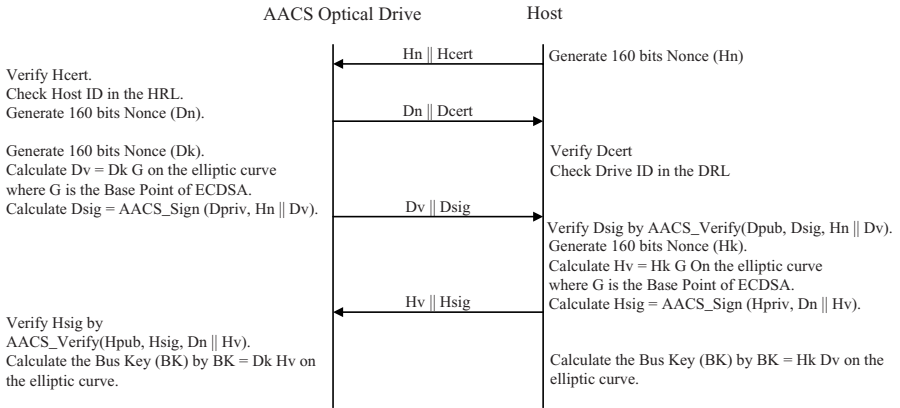 AACS Optical Drive
Host
Hn || Hcert
Generate 160 bits Nonce (Hn)
Verify Hcert.
Check Host ID in the HRL.
Generate 160 bits Nonce (Dn).
Dn || Dcert
Generate 160 bits Nonce (Dk).
Calculate Dv = Dk G on the elliptic curve
where G is the Base Point of ECDSA.
Calculate Dsig = AACS_Sign (Dpriv, Hn || Dv).
Verify Dcert
Check Drive ID in the DRL
Dv || Dsig
Verify Dsig by AACS_Verify(Dpub, Dsig, Hn || Dv).
Generate 160 bits Nonce (Hk).
Calculate Hv = Hk G On the elliptic curve
where G is the Base Point of ECDSA.
Calculate Hsig = AACS_Sign (Hpriv, Dn || Hv).
Hv || Hsig
Verify Hsig by
AACS_Verify(Hpub, Hsig, Dn || Hv).
Calculate the Bus Key (BK) by BK = Dk Hv on
the elliptic curve.
Calculate the Bus Key (BK) by BK = Hk Dv on the
elliptic curve.